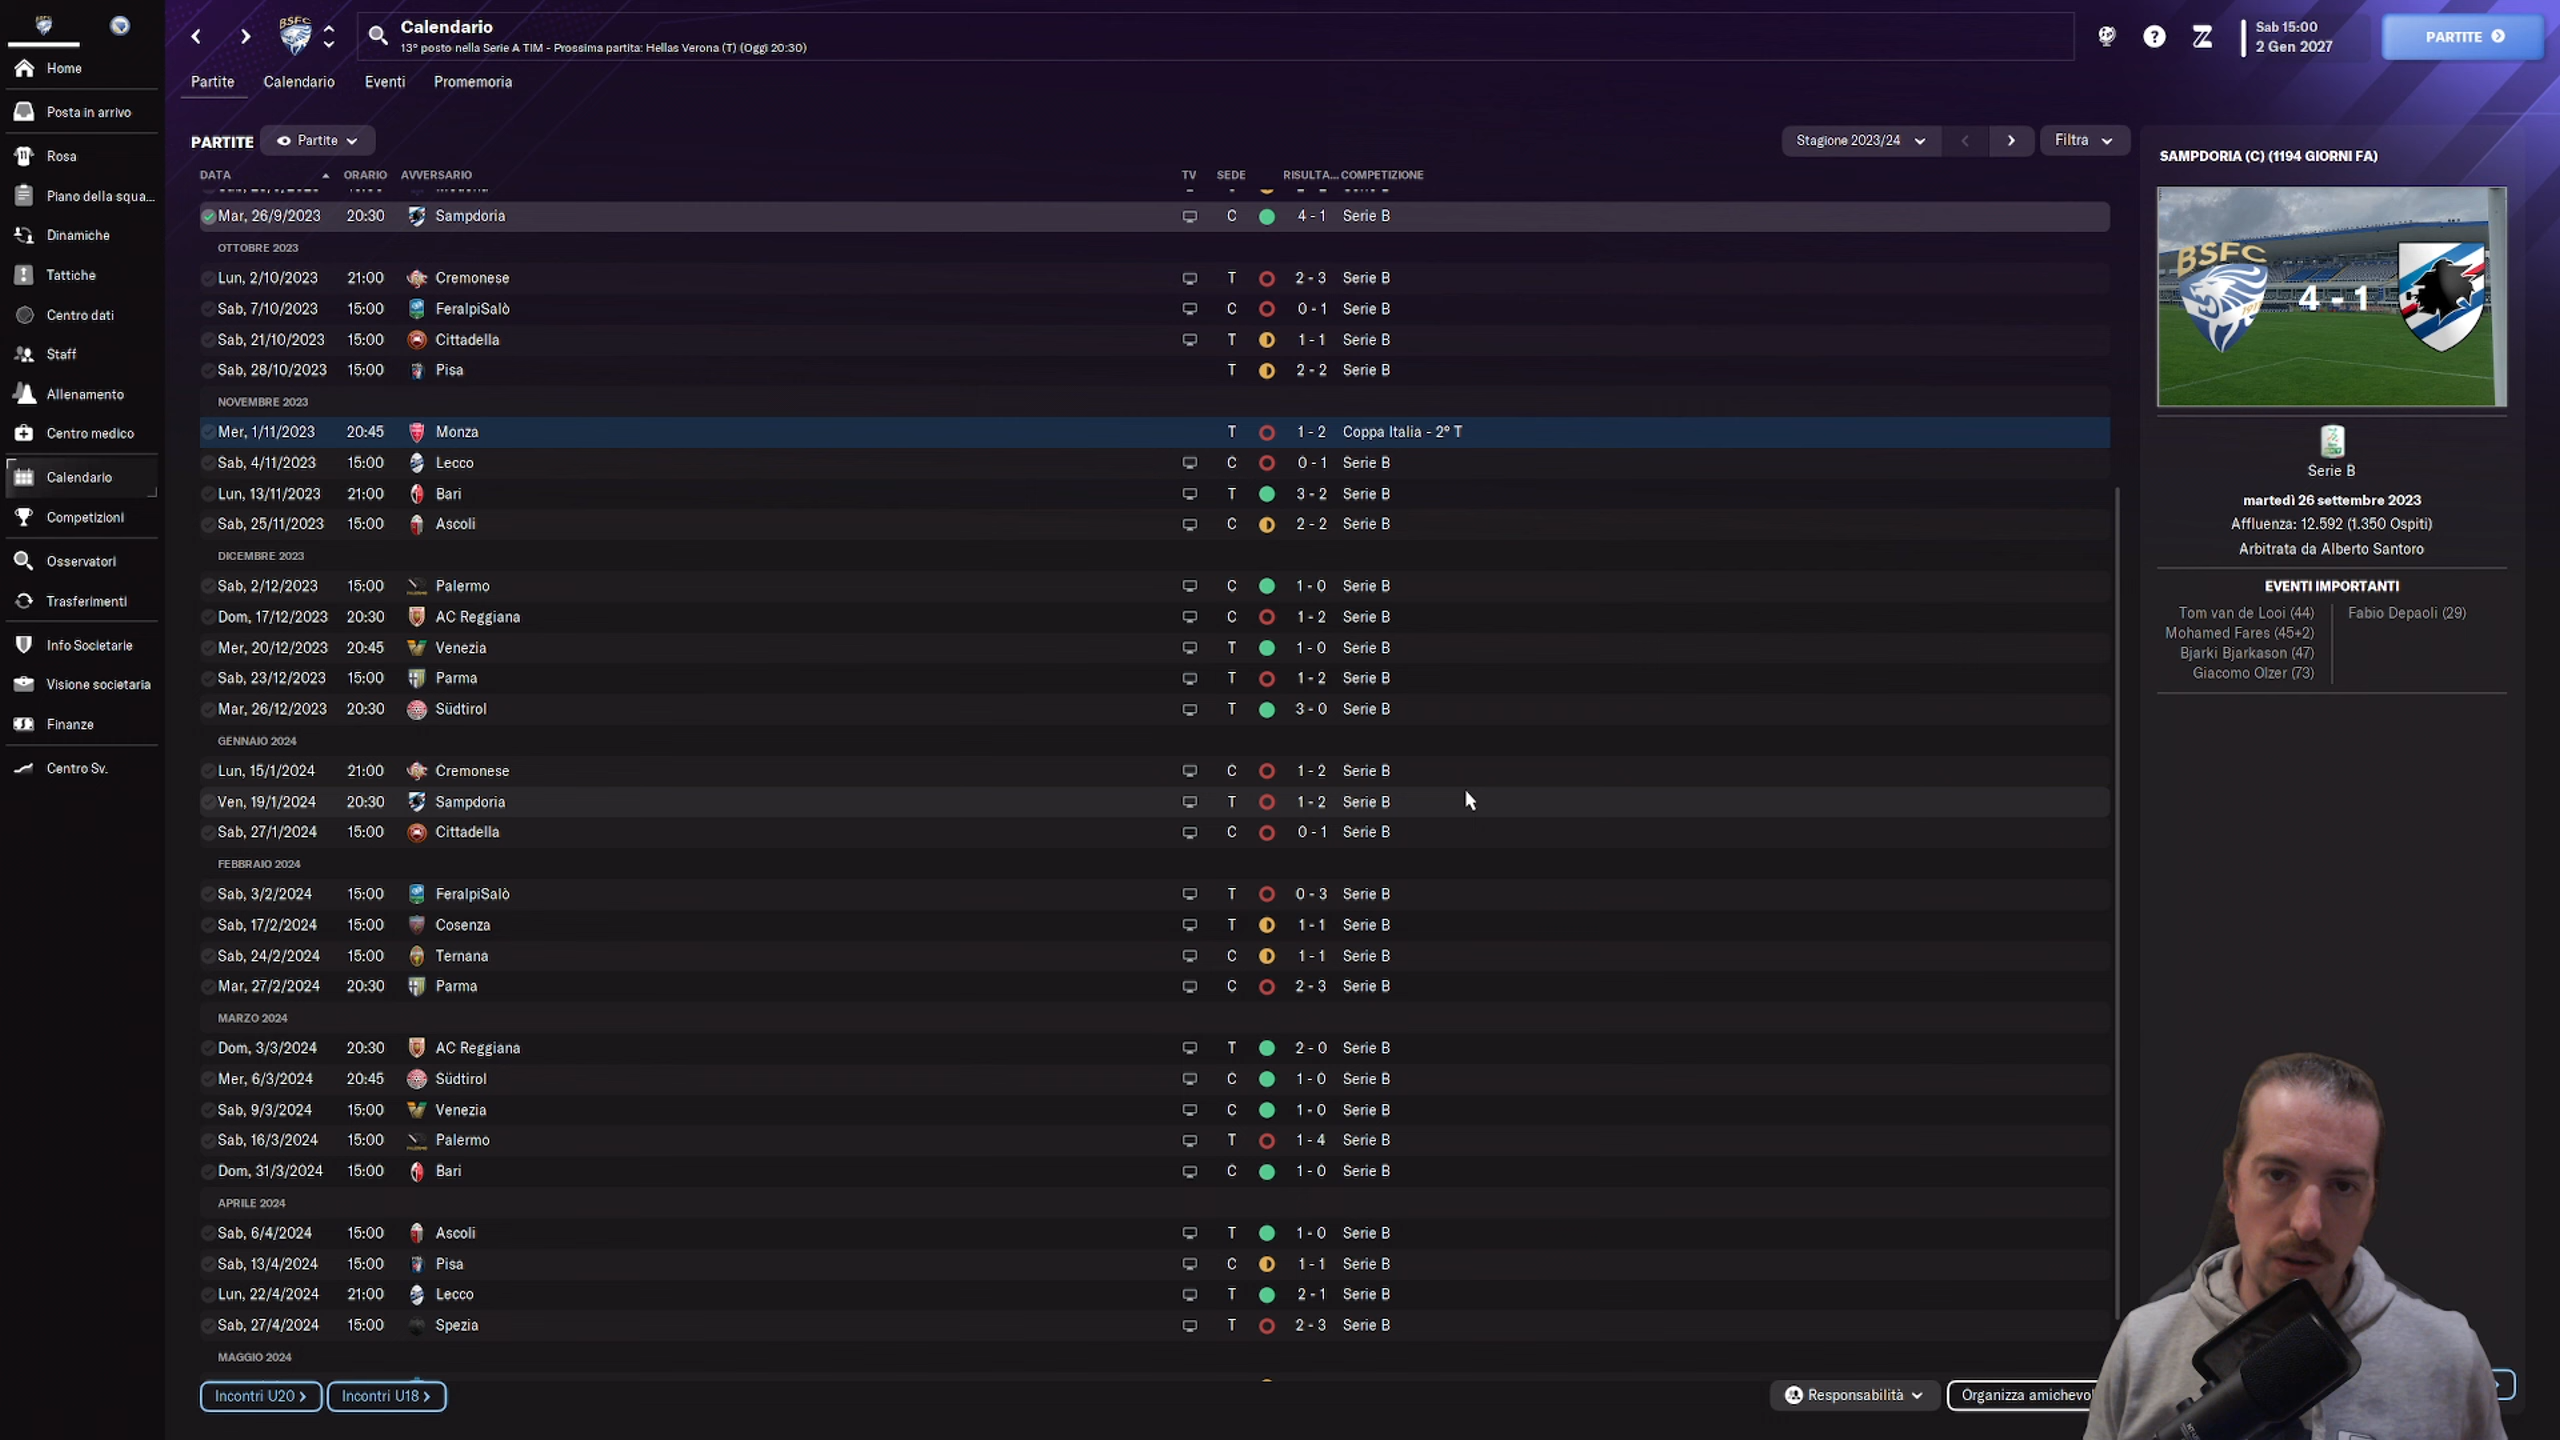 Calendario
13° posto nella Serie A TIM - Prossima partita: Hellas Verona (T) (Oggi 20:30)
Sab 15:00
2 Gen 2027
PARTITE
Partite Calendario Eventi Promemoria
Home
Posta in arrivo
Rosa
Piano della squa...
Dinamiche
Tattiche
Centro dati
Staff
Allenamento
Centro medico
Calendario
Competizioni
Osservatori
Trasferimenti
Info Societarie
Visione societaria
Finanze
Centro Sv.
PARTITE Partite Stagione 2023/24 Filtra
DATA ORARIO AVVERSARIO TV SEDE RISULTA... COMPETIZIONE
Mar, 26/9/2023 20:30 Sampdoria C 4 - 1 Serie B
OTTOBRE 2023
Lun, 2/10/2023 21:00 Cremonese T 2 - 3 Serie B
Sab, 7/10/2023 15:00 FeralpiSalò C 0 - 1 Serie B
Sab, 21/10/2023 15:00 Cittadella T 1 - 1 Serie B
Sab, 28/10/2023 15:00 Pisa T 2 - 2 Serie B
NOVEMBRE 2023
Mer, 1/11/2023 20:45 Monza T 1 - 2 Coppa Italia - 2° T
Sab, 4/11/2023 15:00 Lecco C 0 - 1 Serie B
Lun, 13/11/2023 21:00 Bari T 3 - 2 Serie B
Sab, 25/11/2023 15:00 Ascoli C 2 - 2 Serie B
DICEMBRE 2023
Sab, 2/12/2023 15:00 Palermo C 1 - 0 Serie B
Dom, 17/12/2023 20:30 AC Reggiana C 1 - 2 Serie B
Mer, 20/12/2023 20:45 Venezia T 1 - 0 Serie B
Sab, 23/12/2023 15:00 Parma T 1 - 2 Serie B
Mar, 26/12/2023 20:30 Südtirol T 3 - 0 Serie B
GENNAIO 2024
Lun, 15/1/2024 21:00 Cremonese C 1 - 2 Serie B
Ven, 19/1/2024 20:30 Sampdoria T 1 - 2 Serie B
Sab, 27/1/2024 15:00 Cittadella C 0 - 1 Serie B
FEBBRAIO 2024
Sab, 3/2/2024 15:00 FeralpiSalò T 0 - 3 Serie B
Sab, 17/2/2024 15:00 Cosenza T 1 - 1 Serie B
Sab, 24/2/2024 15:00 Ternana C 1 - 1 Serie B
Mar, 27/2/2024 20:30 Parma C 2 - 3 Serie B
MARZO 2024
Dom, 3/3/2024 20:30 AC Reggiana T 2 - 0 Serie B
Mer, 6/3/2024 20:45 Südtirol C 1 - 0 Serie B
Sab, 9/3/2024 15:00 Venezia C 1 - 0 Serie B
Sab, 16/3/2024 15:00 Palermo T 1 - 4 Serie B
Dom, 31/3/2024 15:00 Bari C 1 - 0 Serie B
APRILE 2024
Sab, 6/4/2024 15:00 Ascoli T 1 - 0 Serie B
Sab, 13/4/2024 15:00 Pisa C 1 - 1 Serie B
Lun, 22/4/2024 21:00 Lecco T 2 - 1 Serie B
Sab, 27/4/2024 15:00 Spezia T 2 - 3 Serie B
MAGGIO 2024
Incontri U20 Incontri U18 Responsabilità Organizza amichevol
SAMPDORIA (C) (1194 GIORNI FA)
BSFC
4 - 1
Serie B
martedì 26 settembre 2023
Affluenza: 12.592 (1.350 Ospiti)
Arbitrata da Alberto Santoro
EVENTI IMPORTANTI
Tom van de Looi (44) Fabio Depaoli (29)
Mohamed Fares (45+2)
Bjarki Bjarkason (47)
Giacomo Olzer (73)